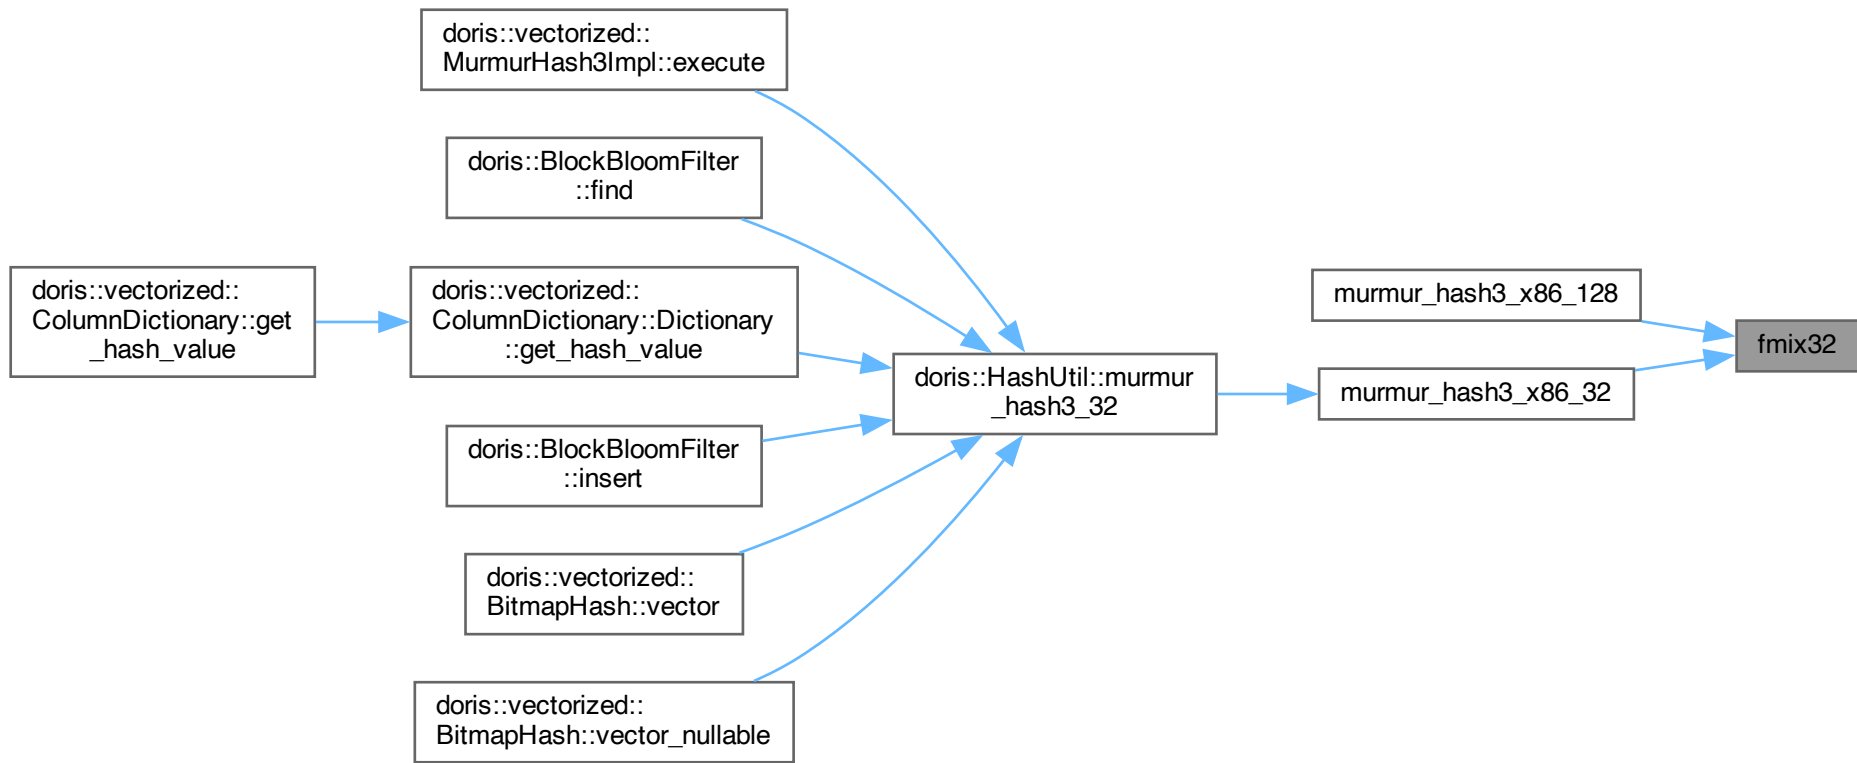 doris::vectorized::
MurmurHash3Impl::execute
doris::BlockBloomFilter
::find
doris::vectorized::
ColumnDictionary::get
_hash_value
doris::vectorized::
ColumnDictionary::Dictionary
::get_hash_value
doris::HashUtil::murmur
_hash3_32
murmur_hash3_x86_128
murmur_hash3_x86_32
fmix32
doris::BlockBloomFilter
::insert
doris::vectorized::
BitmapHash::vector
doris::vectorized::
BitmapHash::vector_nullable